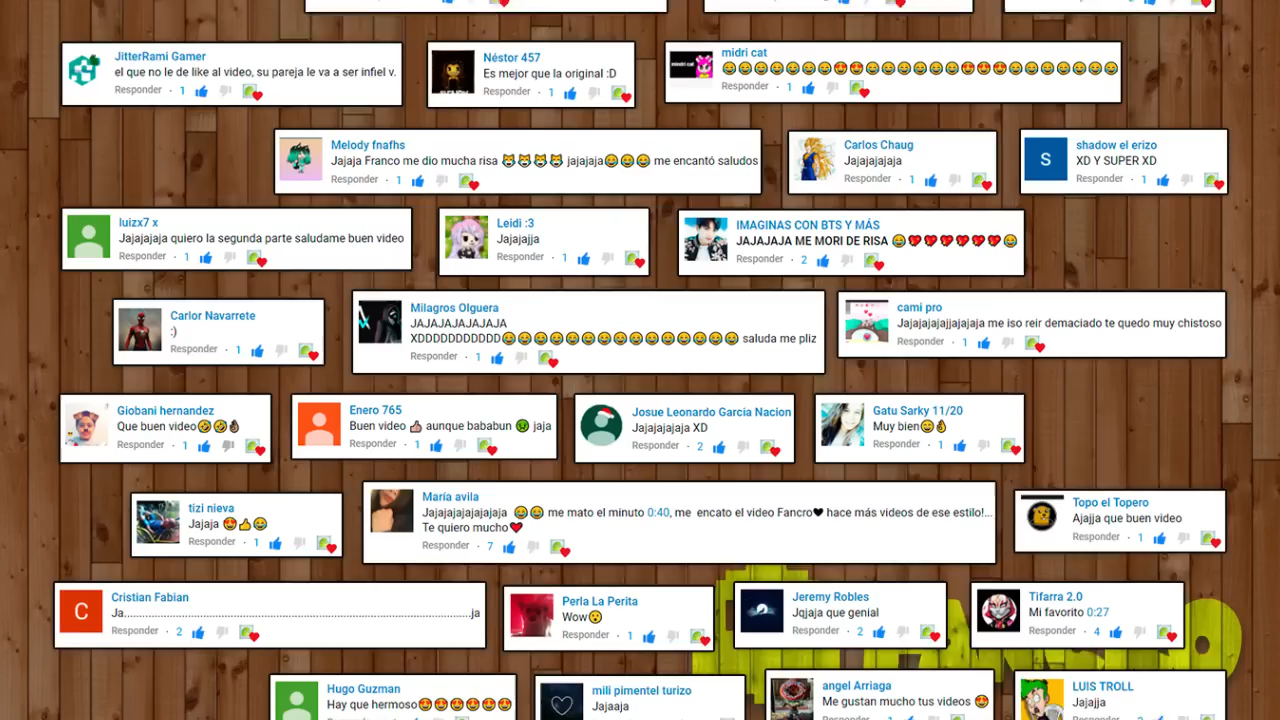 JitterRami Gamer
el que no le de like al video, su pareja le va a ser infiel v.
Responder · 1
Néstor 457
Es mejor que la original :D
Responder · 1
midri cat
😂😂😂😂😂😂😂😍😍😂😂😂😂😂😂😍😍😍😂😂😂😂😂😂😂
Responder · 1
Melody fnafhs
Jajaja Franco me dio mucha risa 😹😹😹😹 jajajaja😂😂😂 me encantó saludos
Responder · 1
Carlos Chaug
Jajajajajaja
Responder · 1
S
shadow el erizo
XD Y SUPER XD
Responder · 1
luizx7 x
Jajajajaja quiero la segunda parte saludame buen video
Responder · 1
Leidi :3
Jajajajja
Responder · 1
IMAGINAS CON BTS Y MÁS
JAJAJAJA ME MORI DE RISA 😂💖💖💖💖💖💖😂
Responder · 2
Carlor Navarrete
:)
Responder · 1
Milagros Olguera
JAJAJAJAJAJAJA
XDDDDDDDDDDD😂😂😂😂😂😂😂😂😂😂😂😂😂😂😂 saluda me pliz
Responder · 1
cami pro
Jajajajajajjajajaja me iso reir demaciado te quedo muy chistoso
Responder · 1
Giobani hernandez
Que buen video🤣🤣👌🏾
Responder · 1
Enero 765
Buen video 👍🏻 aunque bababun 🤢 jaja
Responder · 1
Josue Leonardo Garcia Nacion
Jajajajajaja XD
Responder · 2
Gatu Sarky 11/20
Muy bien😊👌
Responder · 1
tizi nieva
Jajaja 😍👍😂
Responder · 1
María avila
Jajajajajajajajaja 😂😂 me mato el minuto 0:40, me encato el video Fancro❤ hace más videos de ese estilo!...
Te quiero mucho❤
Responder · 7
Topo el Topero
Ajajja que buen video
Responder · 1
C
Cristian Fabian
Ja........................................................................................................................ja
Responder · 2
Perla La Perita
Wow😯
Responder · 1
Jeremy Robles
Jqjaja que genial
Responder · 2
Tifarra 2.0
Mi favorito 0:27
Responder · 4
Hugo Guzman
Hay que hermoso😍😍😍😍😍😍
mili pimentel turizo
Jajaaja
angel Arriaga
Me gustan mucho tus videos 😍
LUIS TROLL
Jajajja